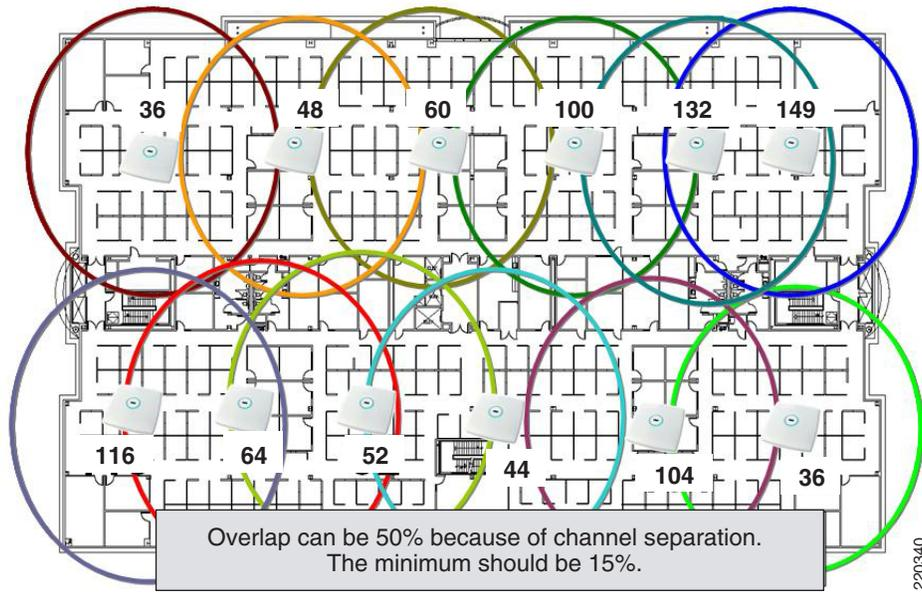 36 48 60 100 132 149
116 64 52 44 104 36
Overlap can be 50% because of channel separation.
The minimum should be 15%.
220340